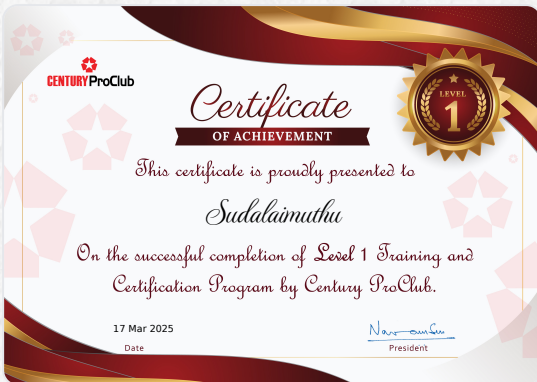 CENTURY ProClub
Certificate
OF ACHIEVEMENT
LEVEL
1
This certificate is proudly presented to
Sudalaimuthu
On the successful completion of Level 1 Training and
Certification Program by Century ProClub.
17 Mar 2025
Date
President